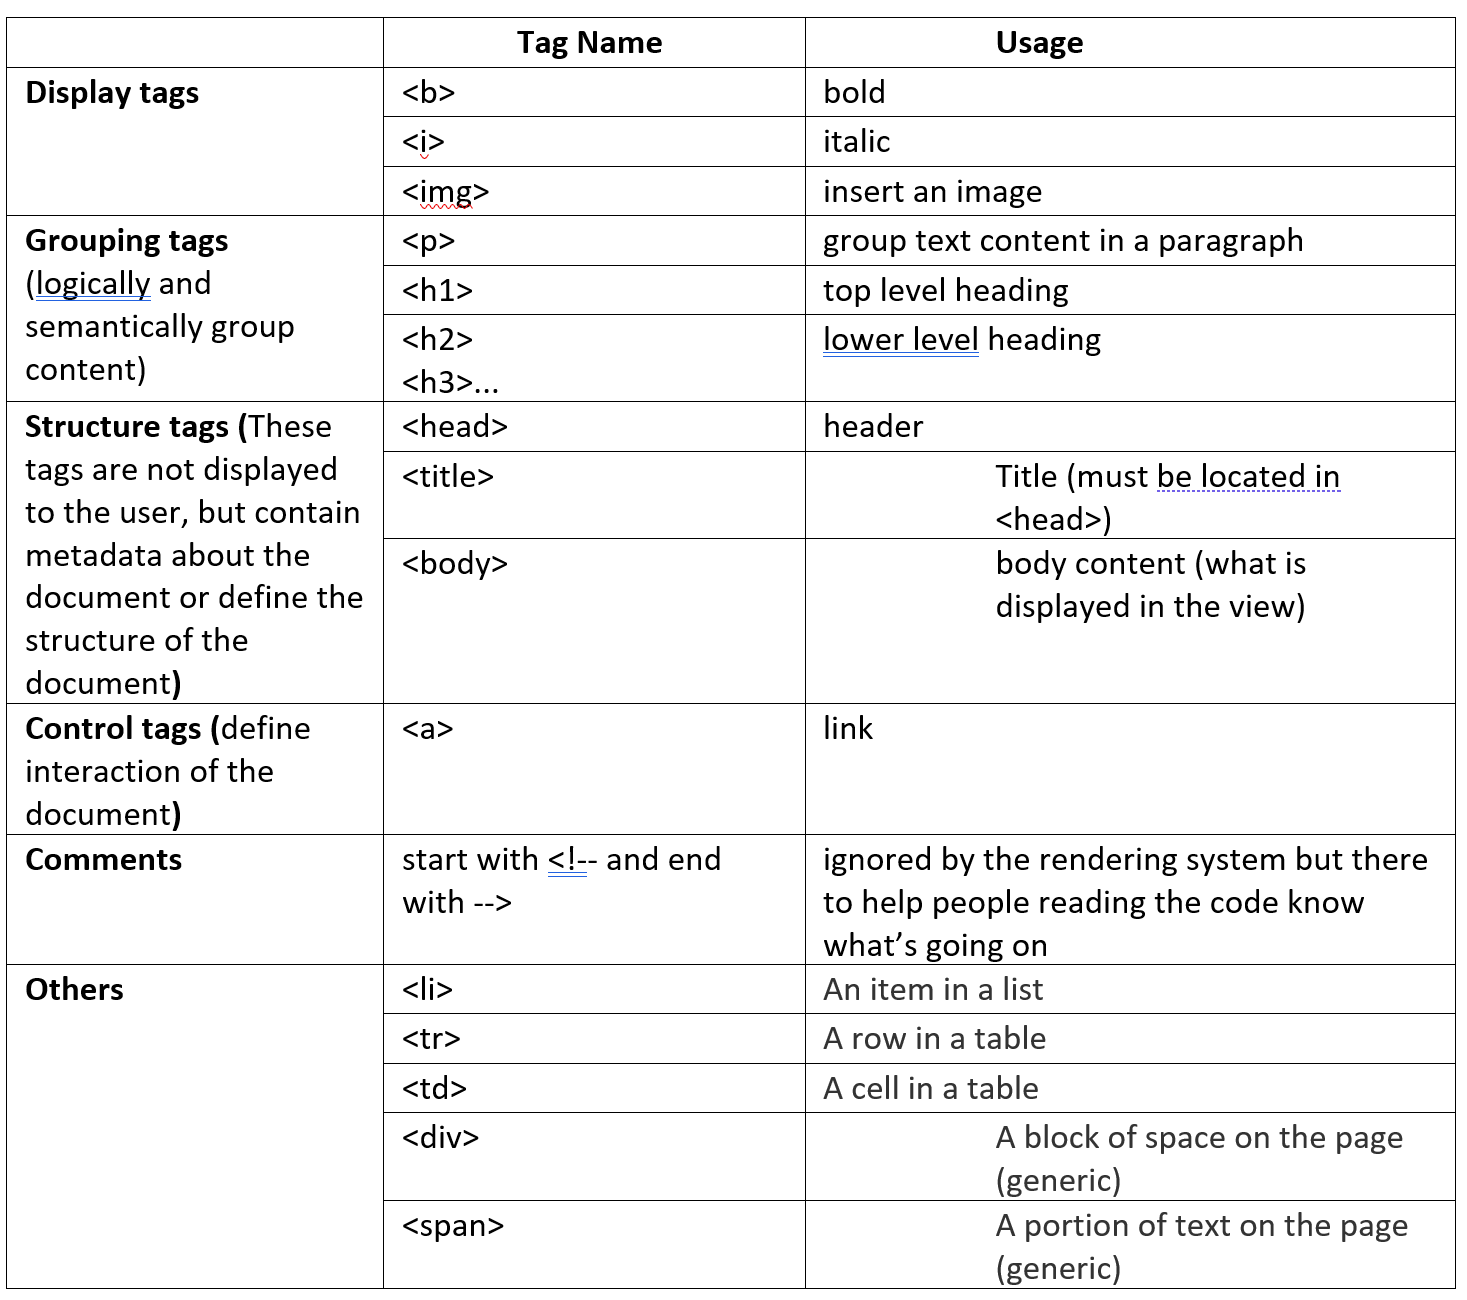 Tag Name Usage
Display tags <b> bold
<i> italic
<img> insert an image
Grouping tags <p> group text content in a paragraph
(logically and <h1> top level heading
semantically group <h2> lower level heading
content) <h3>...
Structure tags (These <head> header
tags are not displayed <title> Title (must be located in
to the user, but contain <head>)
metadata about the <body> body content (what is
document or define the displayed in the view)
structure of the
document)
Control tags (define <a> link
interaction of the
document)
Comments start with <!-- and end ignored by the rendering system but there
with --> to help people reading the code know
what’s going on
Others <li> An item in a list
<tr> A row in a table
<td> A cell in a table
<div> A block of space on the page
(generic)
<span> A portion of text on the page
(generic)